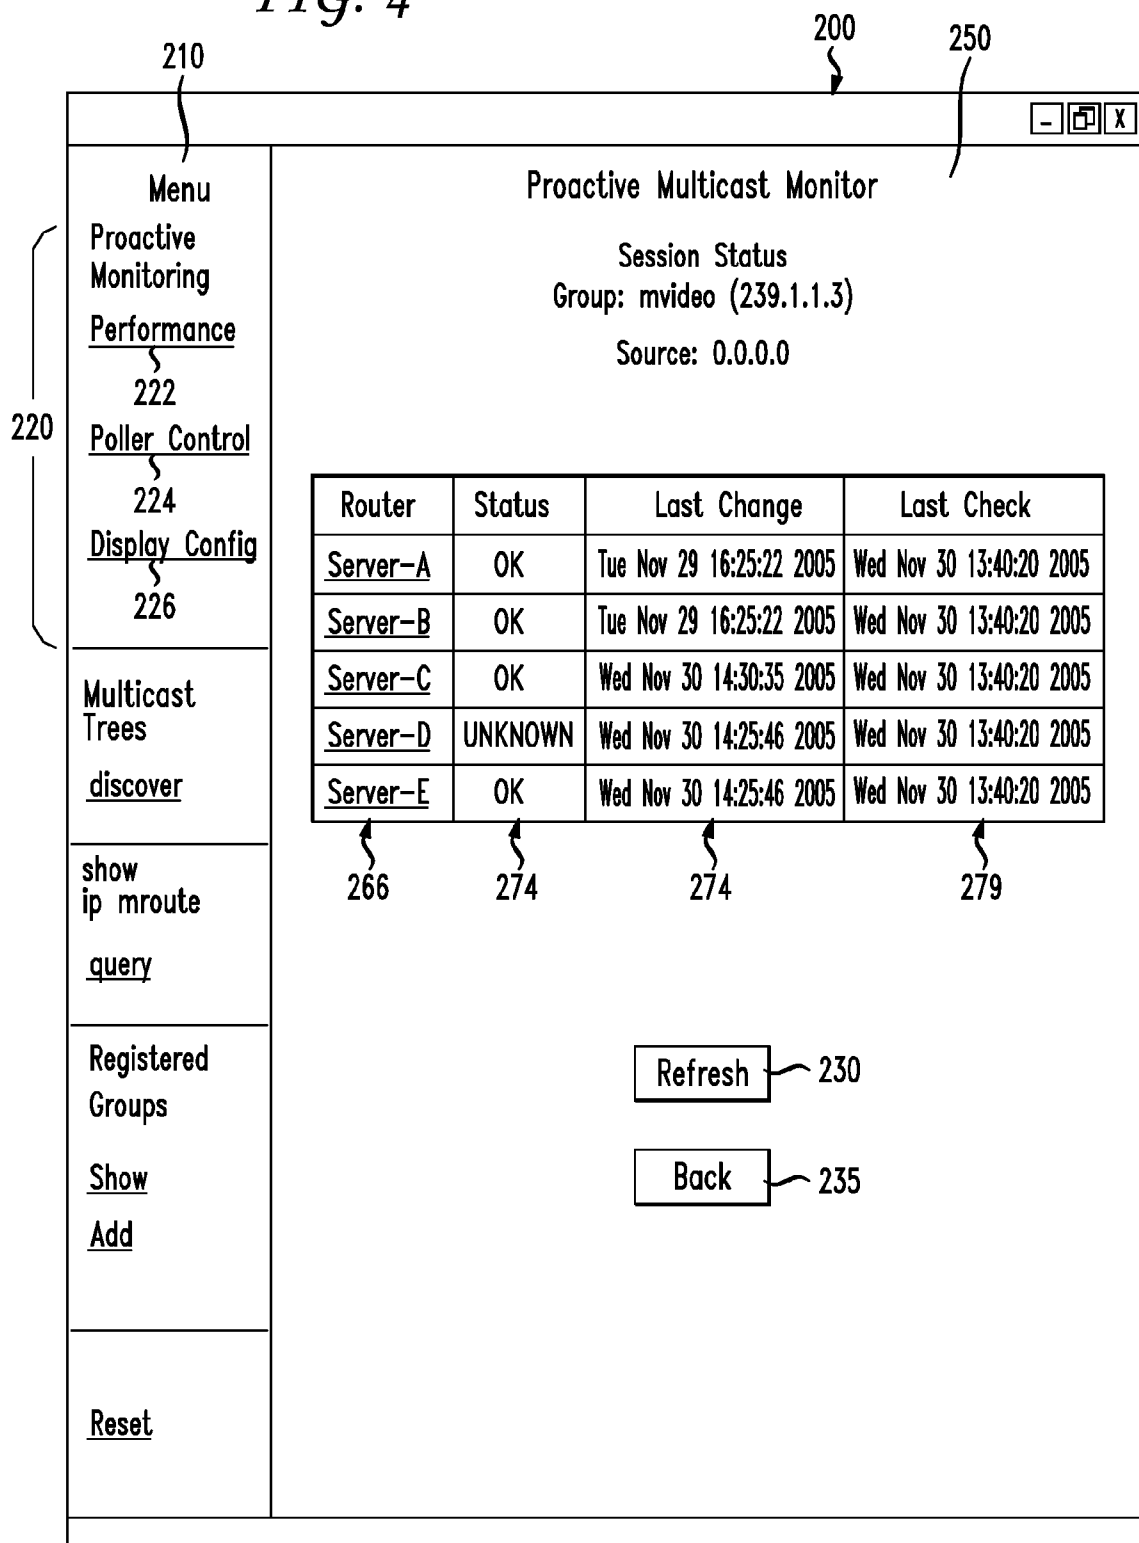 FIG. 4
200
250
210
- X
Menu
Proactive
Monitoring
Performance
222
220
Poller Control
224
Display Config
226
Multicast
Trees
discover
show
ip mroute
query
Registered
Groups
Show
Add
Reset
Proactive Multicast Monitor
Session Status
Group: mvideo (239.1.1.3)
Source: 0.0.0.0
Router Status Last Change Last Check
Server-A OK Tue Nov 29 16:25:22 2005 Wed Nov 30 13:40:20 2005
Server-B OK Tue Nov 29 16:25:22 2005 Wed Nov 30 13:40:20 2005
Server-C OK Wed Nov 30 14:30:35 2005 Wed Nov 30 13:40:20 2005
Server-D UNKNOWN Wed Nov 30 14:25:46 2005 Wed Nov 30 13:40:20 2005
Server-E OK Wed Nov 30 14:25:46 2005 Wed Nov 30 13:40:20 2005
266 274 274 279
Refresh 230
Back 235